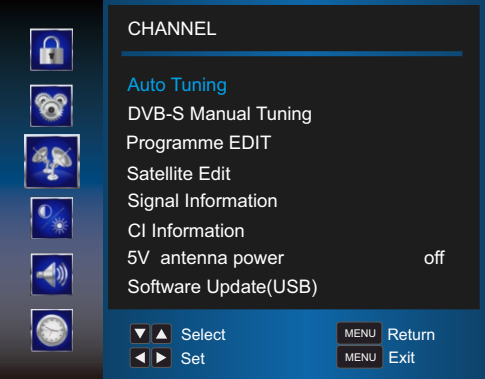 CHANNEL
Auto Tuning
DVB-S Manual Tuning
Programme EDIT
Satellite Edit
Signal Information
CI Information
5V antenna power off
Software Update(USB)
Select MENU Return
Set MENU Exit